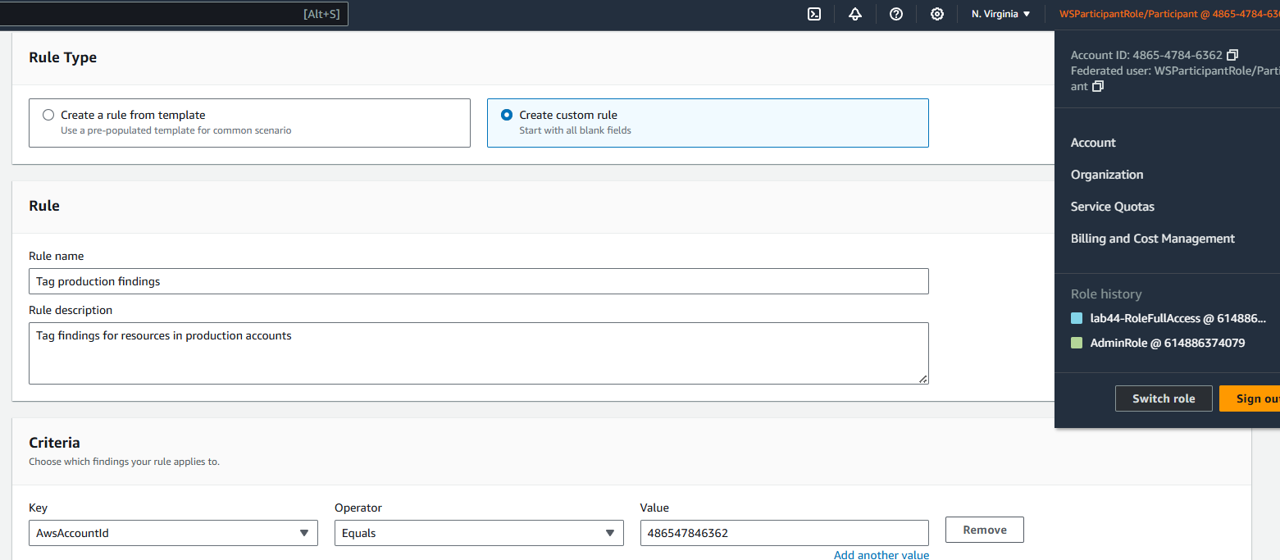 [Alt+S]
N. Virginia
WSParticipantRole/Participant @ 4865-4784-63
Rule Type
Create a rule from template
Use a pre-populated template for common scenario
Create custom rule
Start with all blank fields
Account ID: 4865-4784-6362
Federated user: WSParticipantRole/Parti
ant
Account
Organization
Service Quotas
Billing and Cost Management
Role history
lab44-RoleFullAccess @ 614886...
AdminRole @ 614886374079
Switch role
Sign out
Rule
Rule name
Tag production findings
Rule description
Tag findings for resources in production accounts
Criteria
Choose which findings your rule applies to.
Key
Operator
Value
AwsAccountId
Equals
486547846362
Remove
Add another value